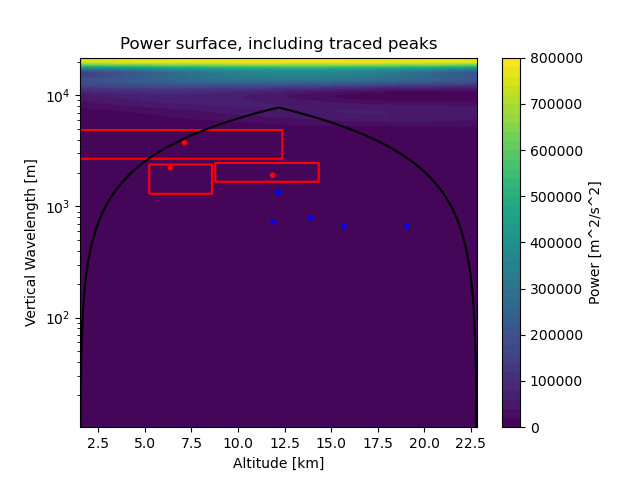 Power surface, including traced peaks
Vertical Wavelength [m]
10^4
10^3
10^2
2.5 5.0 7.5 10.0 12.5 15.0 17.5 20.0 22.5
Altitude [km]
800000
700000
600000
500000
400000
300000
200000
100000
0
Power [m^2/s^2]